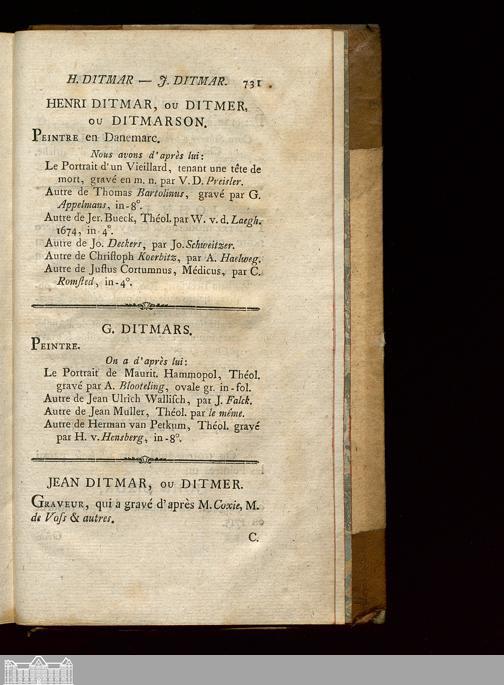 H. DITMAR — J. DITMAR. 731
HENRI DITMAR, OU DITMER,
OU DITMARSON.
PEINTRE en Danemarc.
Nous avons d'après lui:
Le Portrait d'un Vieillard, tenant une tête de
mort, gravé en m. n. par V. D. Preisler.
Autre de Thomas Bartolinus, gravé par G.
Appelmans, in-8°.
Autre de Jer. Bueck, Théol. par W. v. d. Laegh.
1674, in-4°.
Autre de Jo. Deckers, par Jo. Schweitzer.
Autre de Chriſtoph Koerbitz, par A. Haelweg.
Autre de Juſtus Cortumnus, Médicus, par C.
Romſted, in-4°.
G. DITMARS.
PEINTRE.
On a d'après lui:
Le Portrait de Maurit. Hammopol, Théol.
gravé par A. Blooteling, ovale gr. in-fol.
Autre de Jean Ulrich Walliſch, par J. Falck.
Autre de Jean Muller, Théol. par le même.
Autre de Herman van Petkum, Théol. gravé
par H. v. Hensberg, in-8°.
JEAN DITMAR, OU DITMER.
GRAVEUR, qui a gravé d'après M. Coxie, M.
de Voſs & autres.
C.